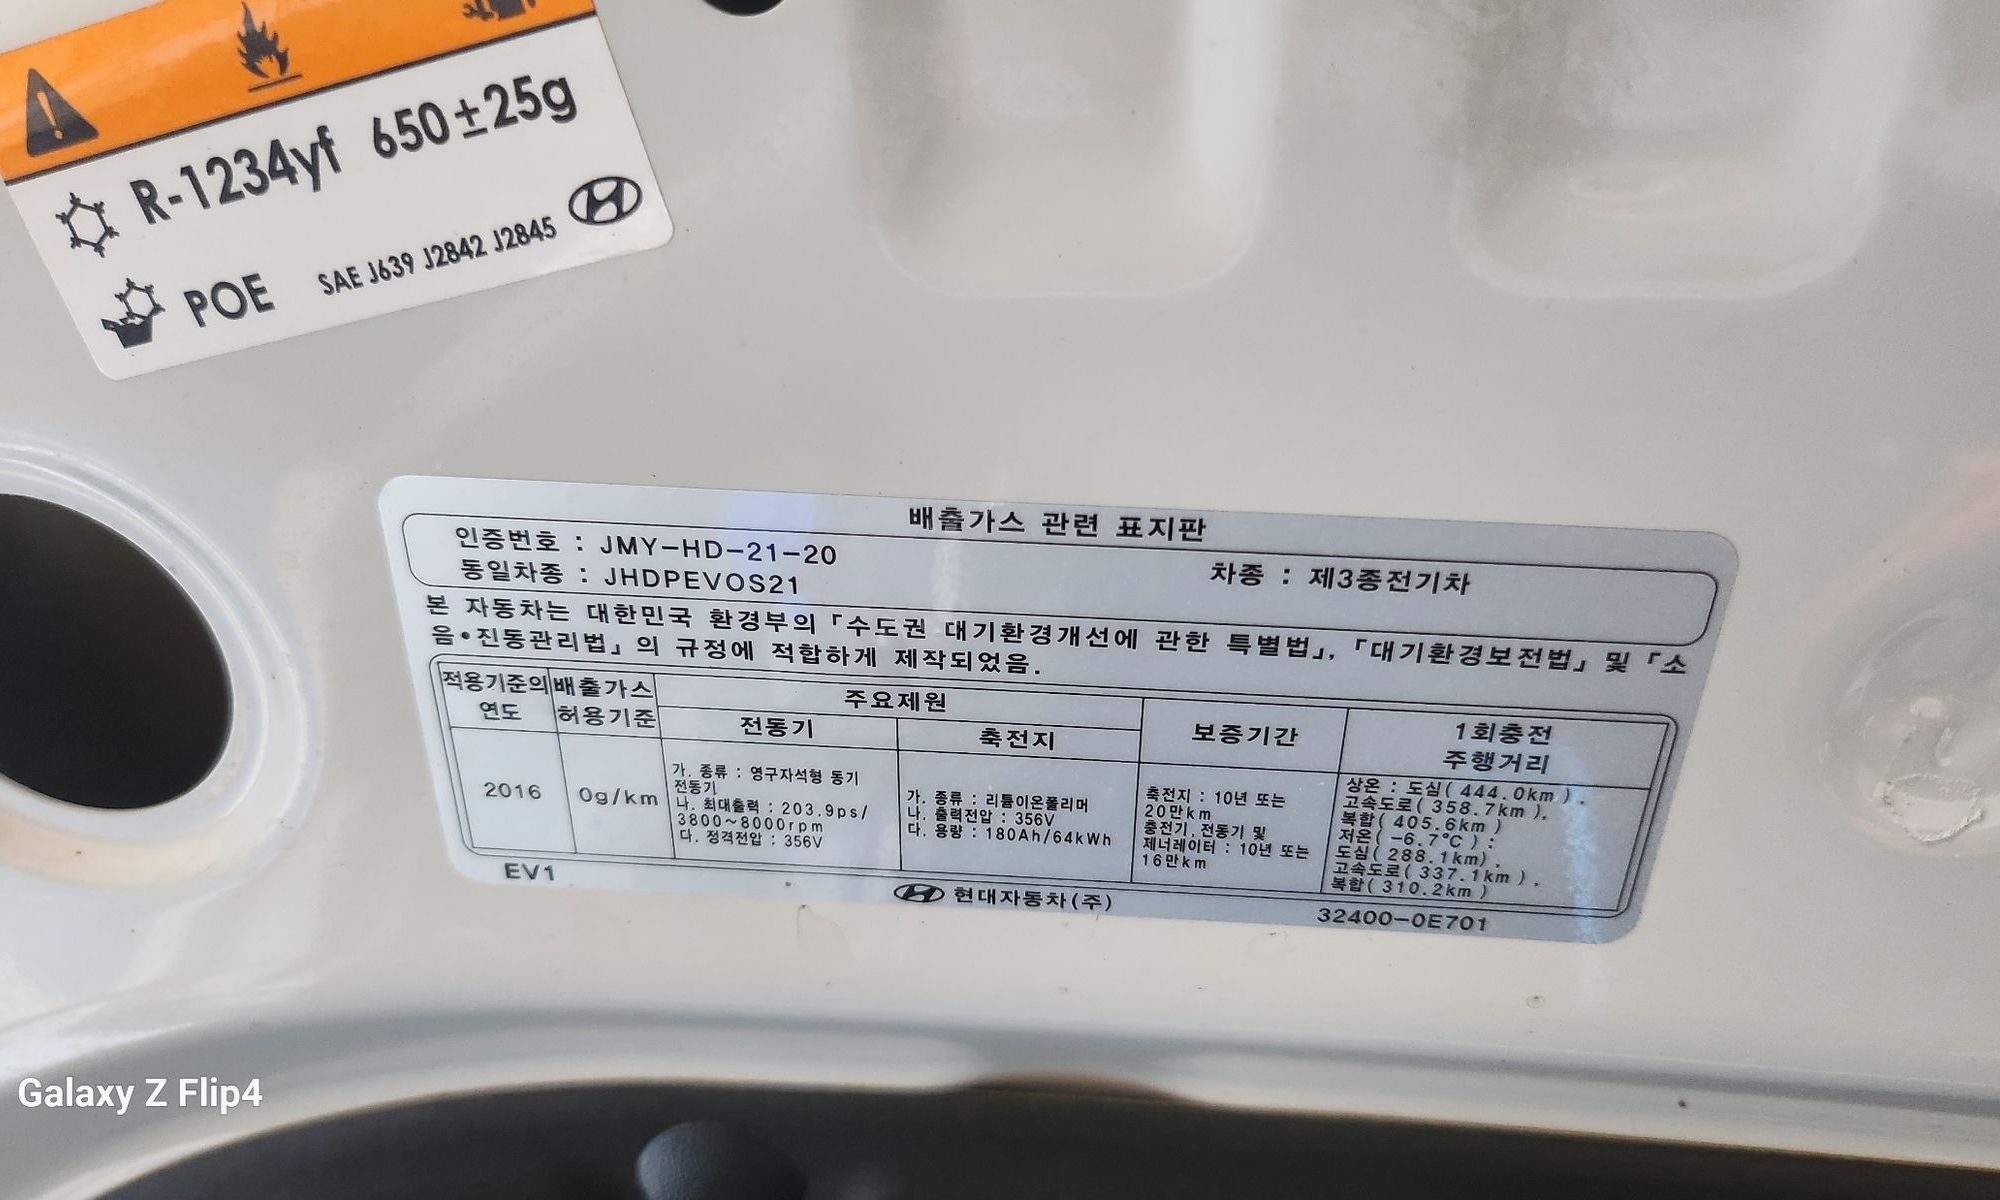 R-1234yf 650±25g
POE SAE J639 J2842 J2845
배출가스 관련 표지판
인증번호 : JMY-HD-21-20
차종 : 제3종전기차
동일차종 : JHDPEVOS21
본 자동차는 대한민국 환경부의 「수도권 대기환경개선에 관한 특별법」, 「대기환경보전법」 및 「소
음•진동관리법」의 규정에 적합하게 제작되었음.
적용기준의
연도
배출가스
허용기준
주요제원
전동기
축전지
보증기간
1회충전
주행거리
2016
0g/km
가. 종류 : 영구자석형 동기
전동기
나. 최대출력 : 203.9ps/
3800~8000rpm
다. 정격전압 : 356V
가. 종류 : 리튬이온폴리머
나. 출력전압 : 356V
다. 용량 : 180Ah/64kWh
축전지 : 10년 또는
20만km
충전기,전동기 및
제너레이터 : 10년 또는
16만km
상온 : 도심( 444.0km ),
고속도로( 358.7km ),
복합( 405.6km )
저온( -6.7℃ ) :
도심( 288.1km),
고속도로( 337.1km ),
복합( 310.2km )
EV1
현대자동차(주)
32400-0E701
Galaxy Z Flip4